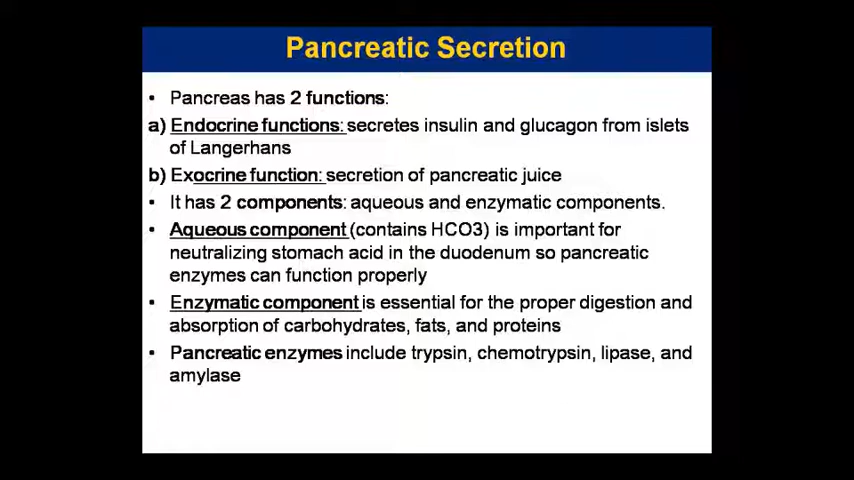 Pancreatic Secretion
• Pancreas has 2 functions:
a) Endocrine functions: secretes insulin and glucagon from islets
of Langerhans
b) Exocrine function: secretion of pancreatic juice
• It has 2 components: aqueous and enzymatic components.
• Aqueous component (contains HCO3) is important for
neutralizing stomach acid in the duodenum so pancreatic
enzymes can function properly
• Enzymatic component is essential for the proper digestion and
absorption of carbohydrates, fats, and proteins
• Pancreatic enzymes include trypsin, chemotrypsin, lipase, and
amylase